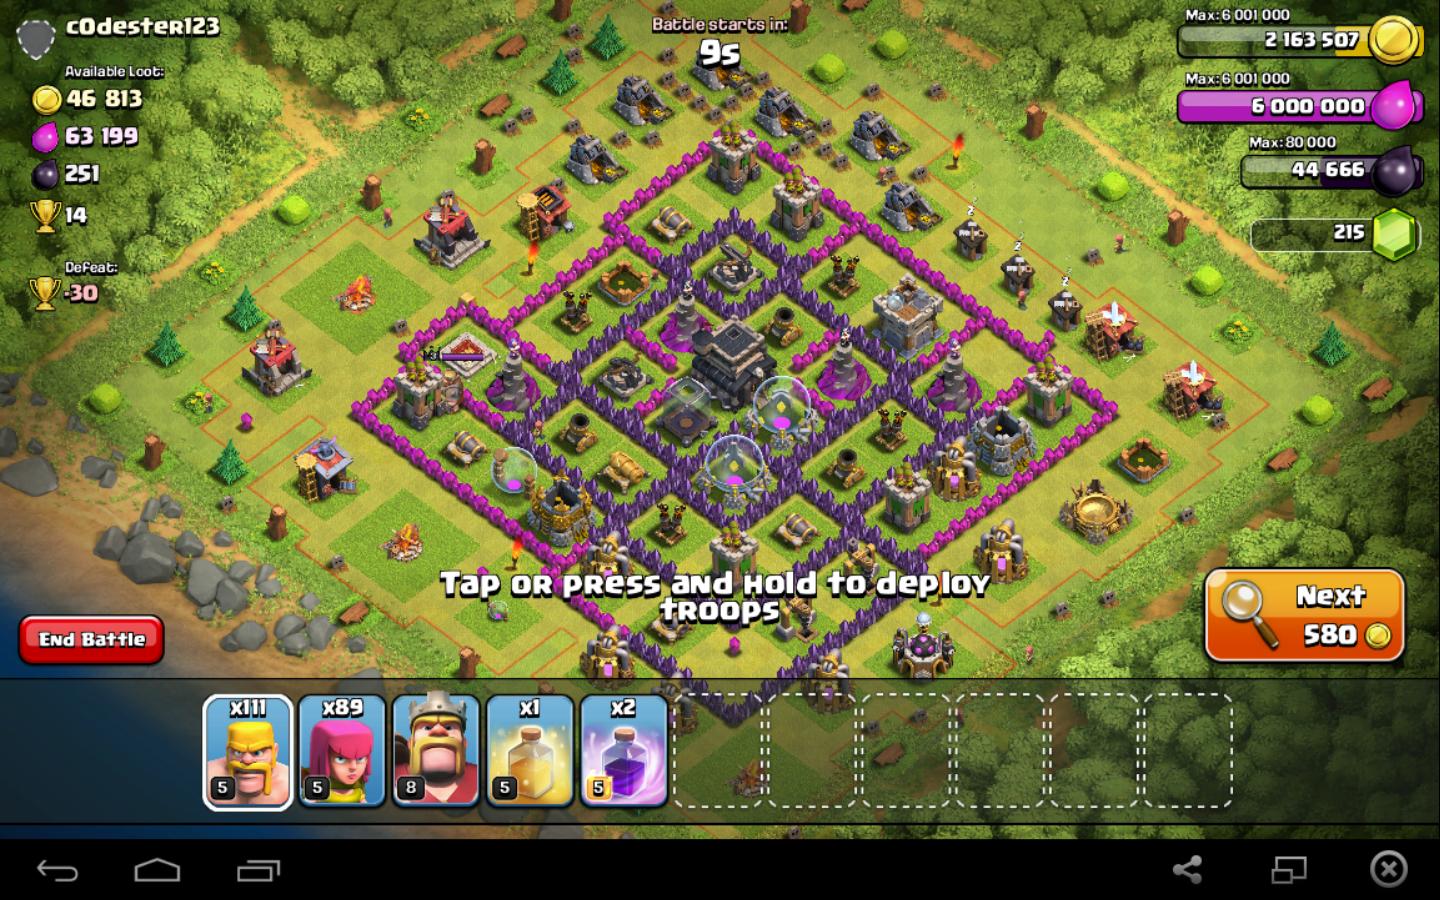 c0dester123
Available Loot:
46 813
63 199
251
14
Defeat:
-30
Battle starts in:
9s
Max: 6 001 000
2 163 507
Max: 6 001 000
6 000 000
Max: 80 000
44 666
215
z
z
z
Tap or press and hold to deploy
troops
End Battle
Next
580
x111
x89
x1
x2
5
5
8
5
5